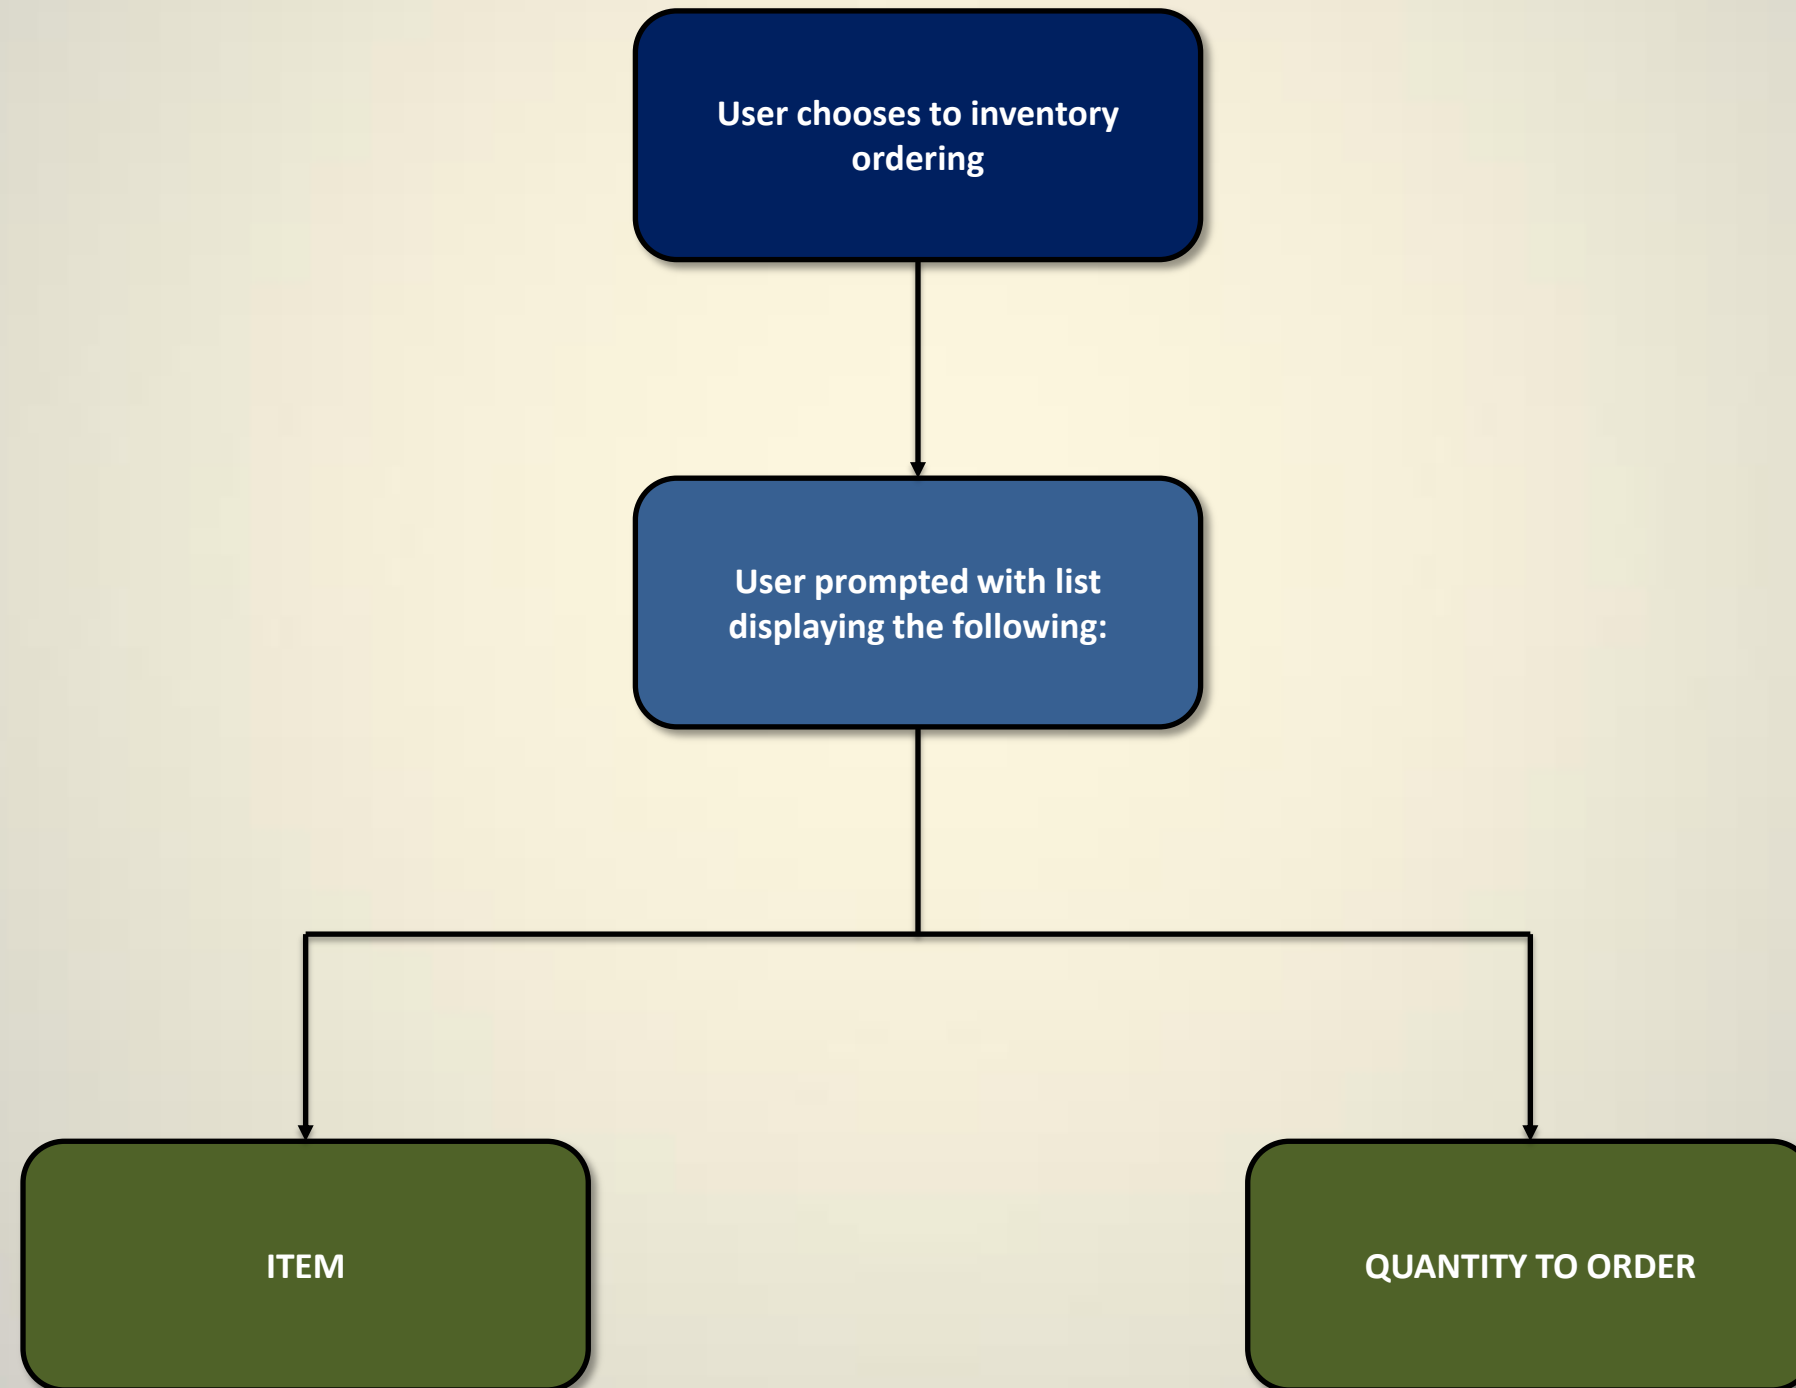 User chooses to inventory
ordering
User prompted with list
displaying the following:
ITEM
QUANTITY TO ORDER